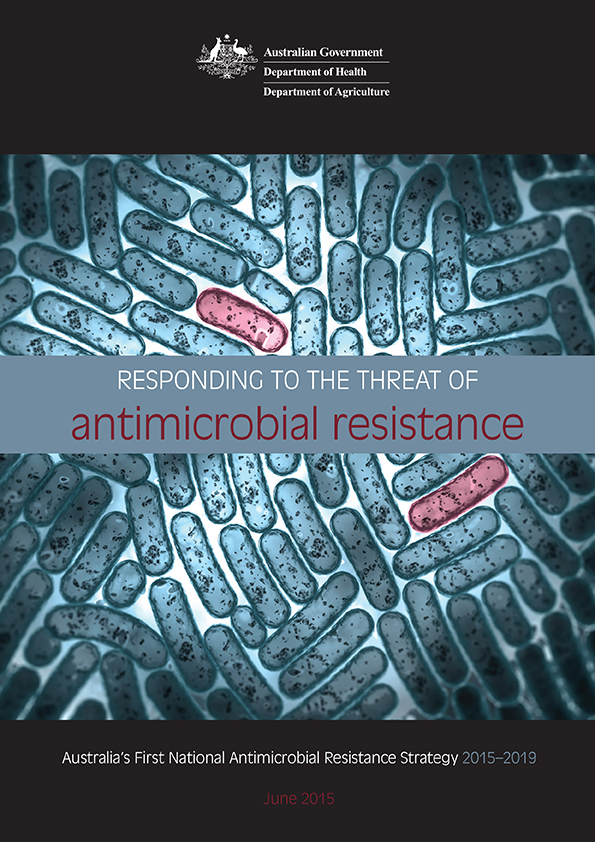 Australian Government
Department of Health
Department of Agriculture
RESPONDING TO THE THREAT OF
antimicrobial resistance
Australia's First National Antimicrobial Resistance Strategy 2015–2019
June 2015